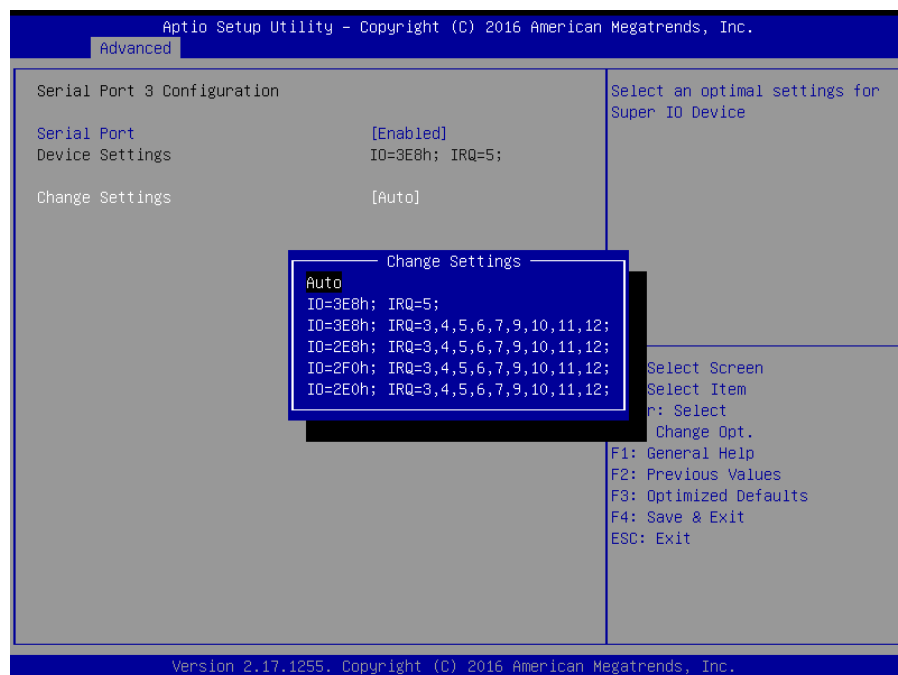 Aptio Setup Utility – Copyright (C) 2016 American Megatrends, Inc.
Advanced
Serial Port 3 Configuration
Serial Port [Enabled]
Device Settings IO=3E8h; IRQ=5;
Change Settings [Auto]
Select an optimal settings for
Super IO Device
Change Settings
Auto
IO=3E8h; IRQ=5;
IO=3E8h; IRQ=3,4,5,6,7,9,10,11,12;
IO=2E8h; IRQ=3,4,5,6,7,9,10,11,12;
IO=2F0h; IRQ=3,4,5,6,7,9,10,11,12;
IO=2E0h; IRQ=3,4,5,6,7,9,10,11,12;
Select Screen
Select Item
r: Select
Change Opt.
F1: General Help
F2: Previous Values
F3: Optimized Defaults
F4: Save & Exit
ESC: Exit
Version 2.17.1255. Copyright (C) 2016 American Megatrends, Inc.